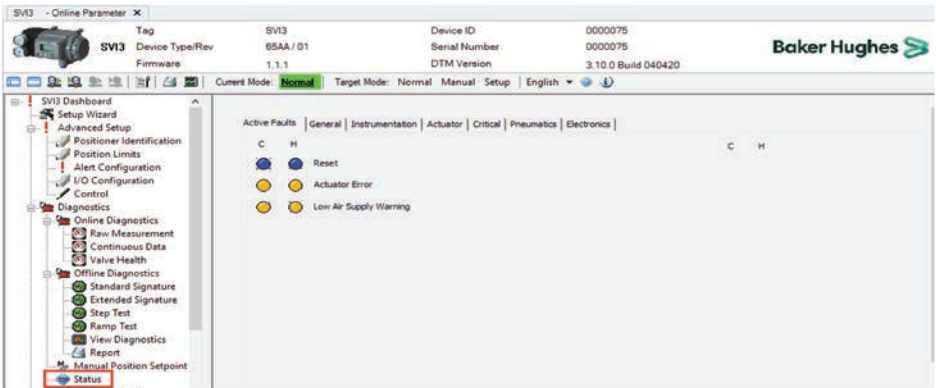 SVI3 - Online Parameter X
Tag SVI3 Device ID 0000075
SVI3 Device Type/Rev 65AA / 01 Serial Number 0000075
Firmware 1.1.1 DTM Version 3.10.0 Build 040420
Baker Hughes
Current Mode: Normal Target Mode: Normal Manual Setup English
SVI3 Dashboard
Setup Wizard
Advanced Setup
Positioner Identification
Position Limits
Alert Configuration
I/O Configuration
Control
Diagnostics
Online Diagnostics
Raw Measurement
Continuous Data
Valve Health
Offline Diagnostics
Standard Signature
Extended Signature
Step Test
Ramp Test
View Diagnostics
Report
Manual Position Setpoint
Status
Active Faults General Instrumentation Actuator Critical Pneumatics Electronics
C H C H
Reset
Actuator Error
Low Air Supply Warning